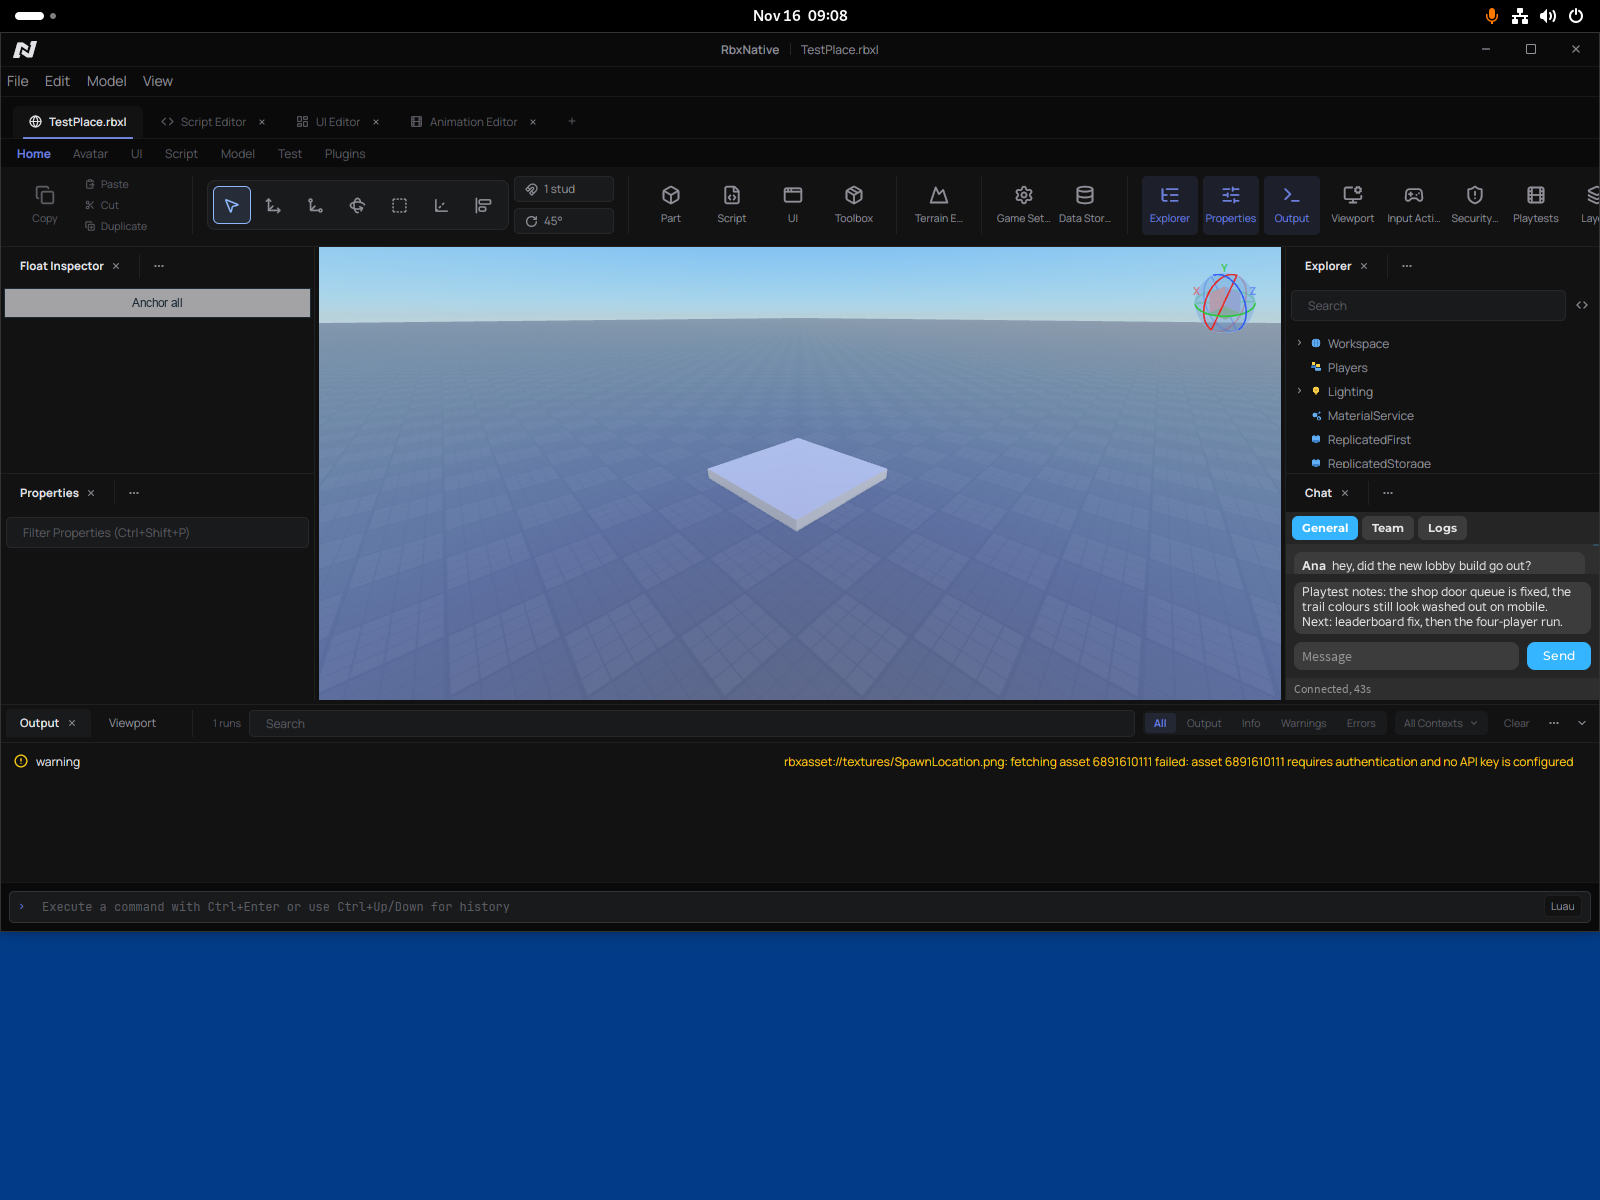 Nov 16 09:08
RbxNative TestPlace.rbxl
File Edit Model View
TestPlace.rbxl Script Editor UI Editor Animation Editor
Home Avatar UI Script Model Test Plugins
Copy
Paste
Cut
Duplicate
1 stud
45°
Part Script UI Toolbox Terrain E... Game Set... Data Stor... Explorer Properties Output Viewport Input Acti... Security... Playtests Lay
Float Inspector
Anchor all
Y
X
Z
Explorer
Search
Workspace
Players
Lighting
MaterialService
ReplicatedFirst
ReplicatedStorage
Properties
Filter Properties (Ctrl+Shift+P)
Chat
General Team Logs
Ana hey, did the new lobby build go out?
Playtest notes: the shop door queue is fixed, the
trail colours still look washed out on mobile.
Next: leaderboard fix, then the four-player run.
Message Send
Connected, 43s
Output Viewport 1 runs Search All Output Info Warnings Errors All Contexts Clear
warning rbxasset://textures/SpawnLocation.png: fetching asset 6891610111 failed: asset 6891610111 requires authentication and no API key is configured
Execute a command with Ctrl+Enter or use Ctrl+Up/Down for history Luau